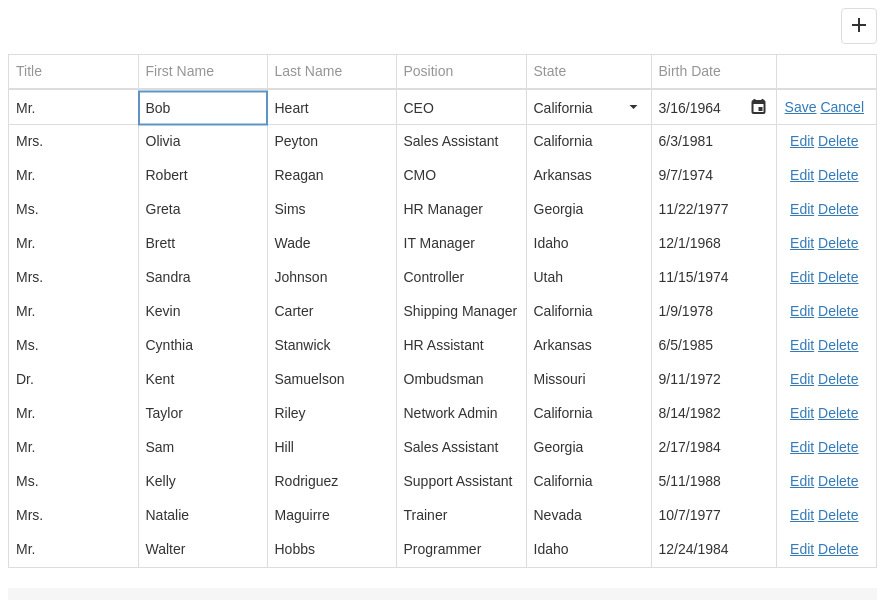 Title First Name Last Name Position State Birth Date
Mr. Bob Heart CEO California 3/16/1964 Save Cancel
Mrs. Olivia Peyton Sales Assistant California 6/3/1981 Edit Delete
Mr. Robert Reagan CMO Arkansas 9/7/1974 Edit Delete
Ms. Greta Sims HR Manager Georgia 11/22/1977 Edit Delete
Mr. Brett Wade IT Manager Idaho 12/1/1968 Edit Delete
Mrs. Sandra Johnson Controller Utah 11/15/1974 Edit Delete
Mr. Kevin Carter Shipping Manager California 1/9/1978 Edit Delete
Ms. Cynthia Stanwick HR Assistant Arkansas 6/5/1985 Edit Delete
Dr. Kent Samuelson Ombudsman Missouri 9/11/1972 Edit Delete
Mr. Taylor Riley Network Admin California 8/14/1982 Edit Delete
Mr. Sam Hill Sales Assistant Georgia 2/17/1984 Edit Delete
Ms. Kelly Rodriguez Support Assistant California 5/11/1988 Edit Delete
Mrs. Natalie Maguirre Trainer Nevada 10/7/1977 Edit Delete
Mr. Walter Hobbs Programmer Idaho 12/24/1984 Edit Delete